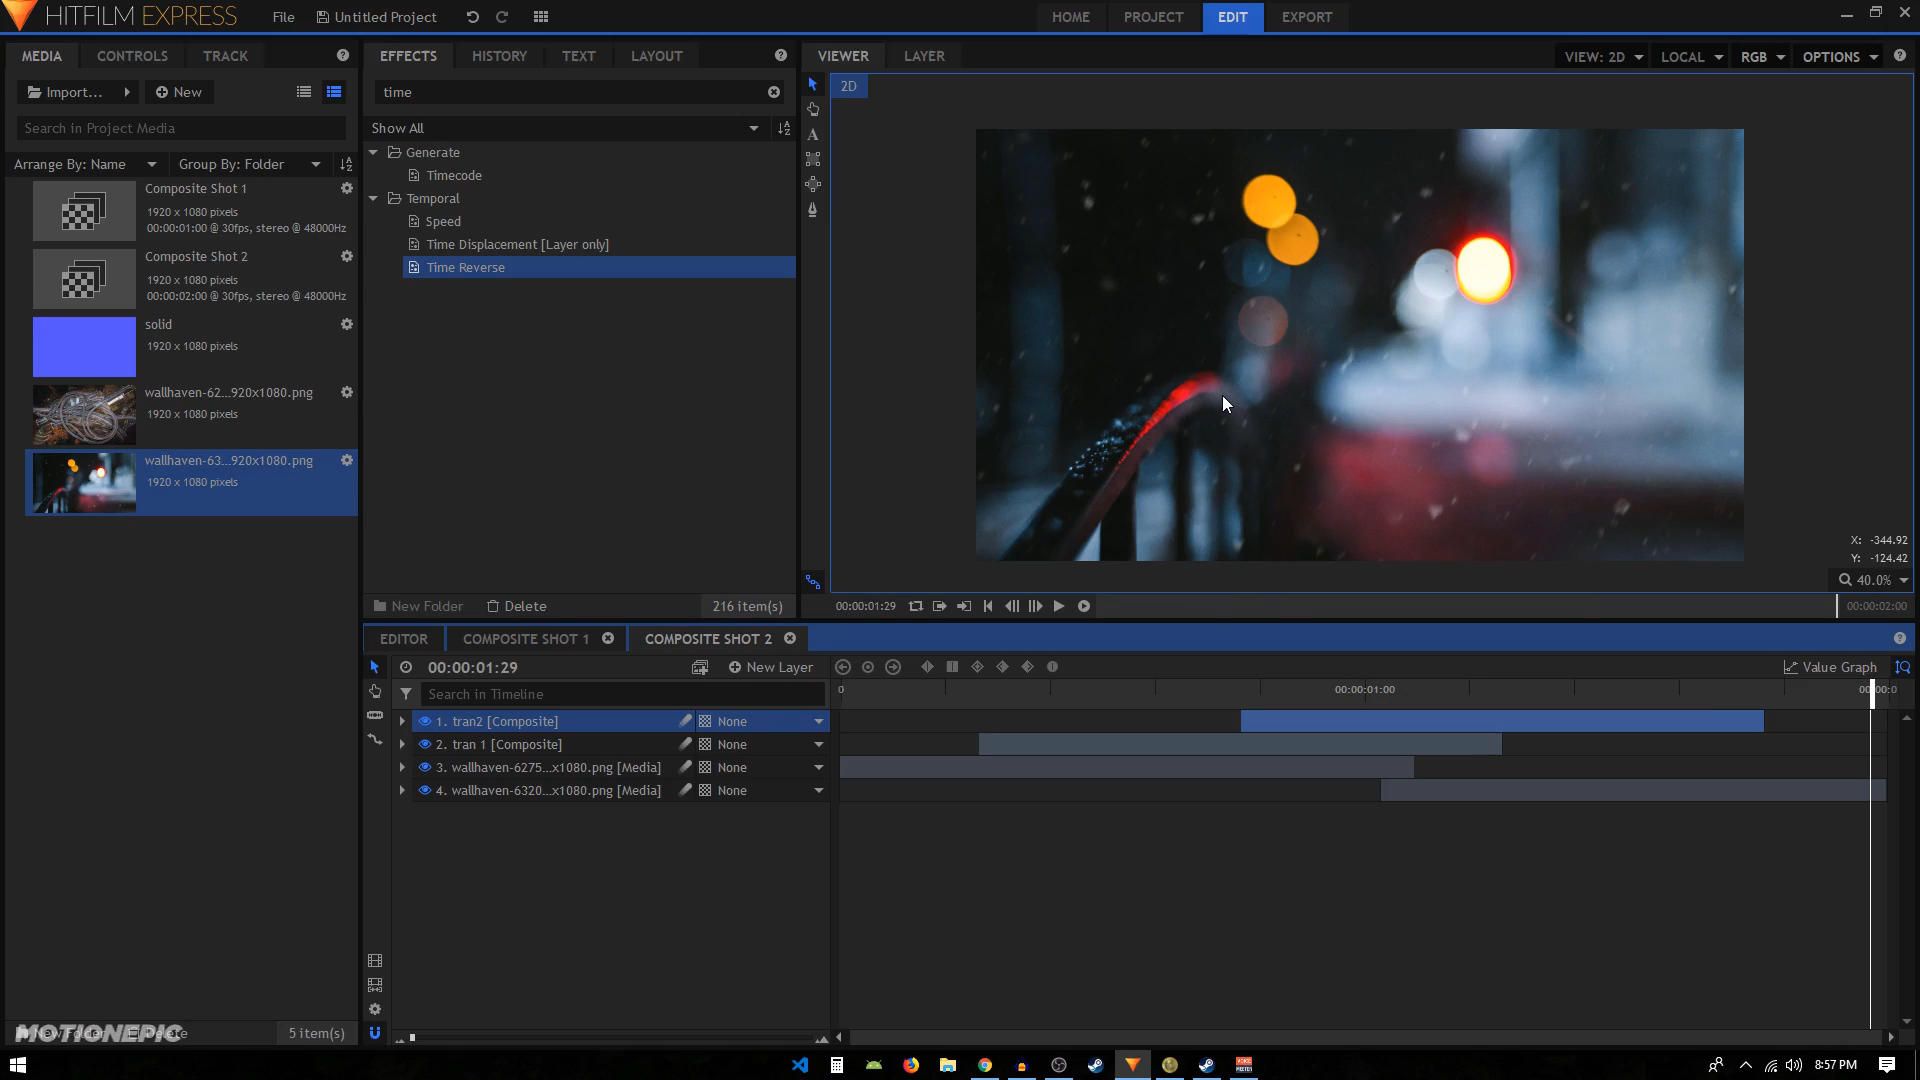 HITFILM EXPRESS
File
Untitled Project
HOME
PROJECT
EDIT
EXPORT
MEDIA
CONTROLS
TRACK
EFFECTS
HISTORY
TEXT
LAYOUT
VIEWER
LAYER
VIEW: 2D
LOCAL
RGB
OPTIONS
Import...
New
time
2D
Search in Project Media
Show All
Arrange By: Name
Group By: Folder
Composite Shot 1
1920 x 1080 pixels
00:00:01:00 @ 30fps, stereo @ 48000Hz
Composite Shot 2
1920 x 1080 pixels
00:00:02:00 @ 30fps, stereo @ 48000Hz
solid
1920 x 1080 pixels
wallhaven-62...920x1080.png
1920 x 1080 pixels
wallhaven-63...920x1080.png
1920 x 1080 pixels
Generate
Timecode
Temporal
Speed
Time Displacement [Layer only]
Time Reverse
X: -344.92
Y: -124.42
40.0%
New Folder
Delete
216 item(s)
00:00:01:29
00:00:02:00
EDITOR
COMPOSITE SHOT 1
COMPOSITE SHOT 2
00:00:01:29
New Layer
Value Graph
Search in Timeline
0
00:00:01:00
1. tran2 [Composite]
None
2. tran 1 [Composite]
None
3. wallhaven-6275...x1080.png [Media]
None
4. wallhaven-6320...x1080.png [Media]
None
New Folder
Delete
MOTIONEPIC
5 item(s)
8:57 PM